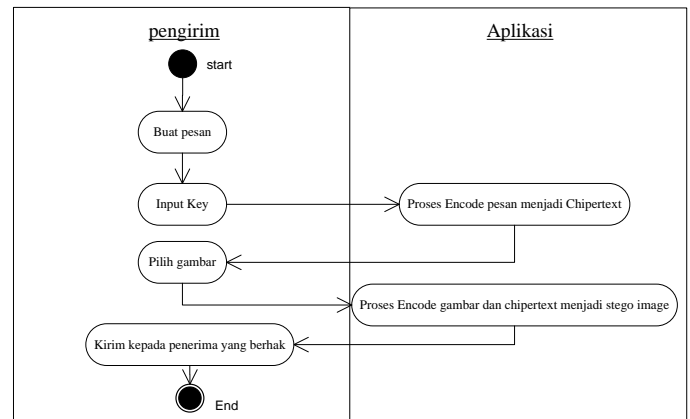 pengirim
Aplikasi
start
Buat pesan
Input Key
Proses Encode pesan menjadi Chipertext
Pilih gambar
Proses Encode gambar dan chipertext menjadi stego image
Kirim kepada penerima yang berhak
End